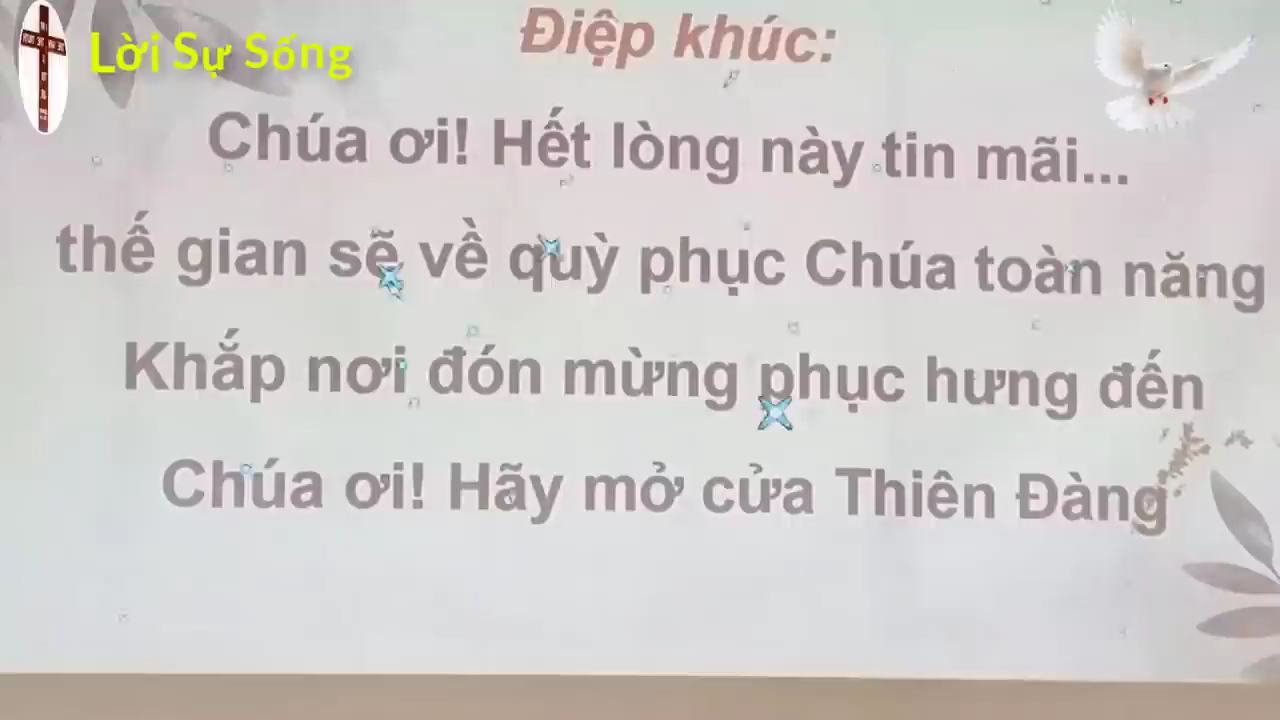 Lời Sự Sống
Điệp khúc:
Chúa ơi! Hết lòng này tin mãi...
thế gian sẽ về quỳ phục Chúa toàn năng
Khắp nơi đón mừng phục hưng đến
Chúa ơi! Hãy mở cửa Thiên Đàng